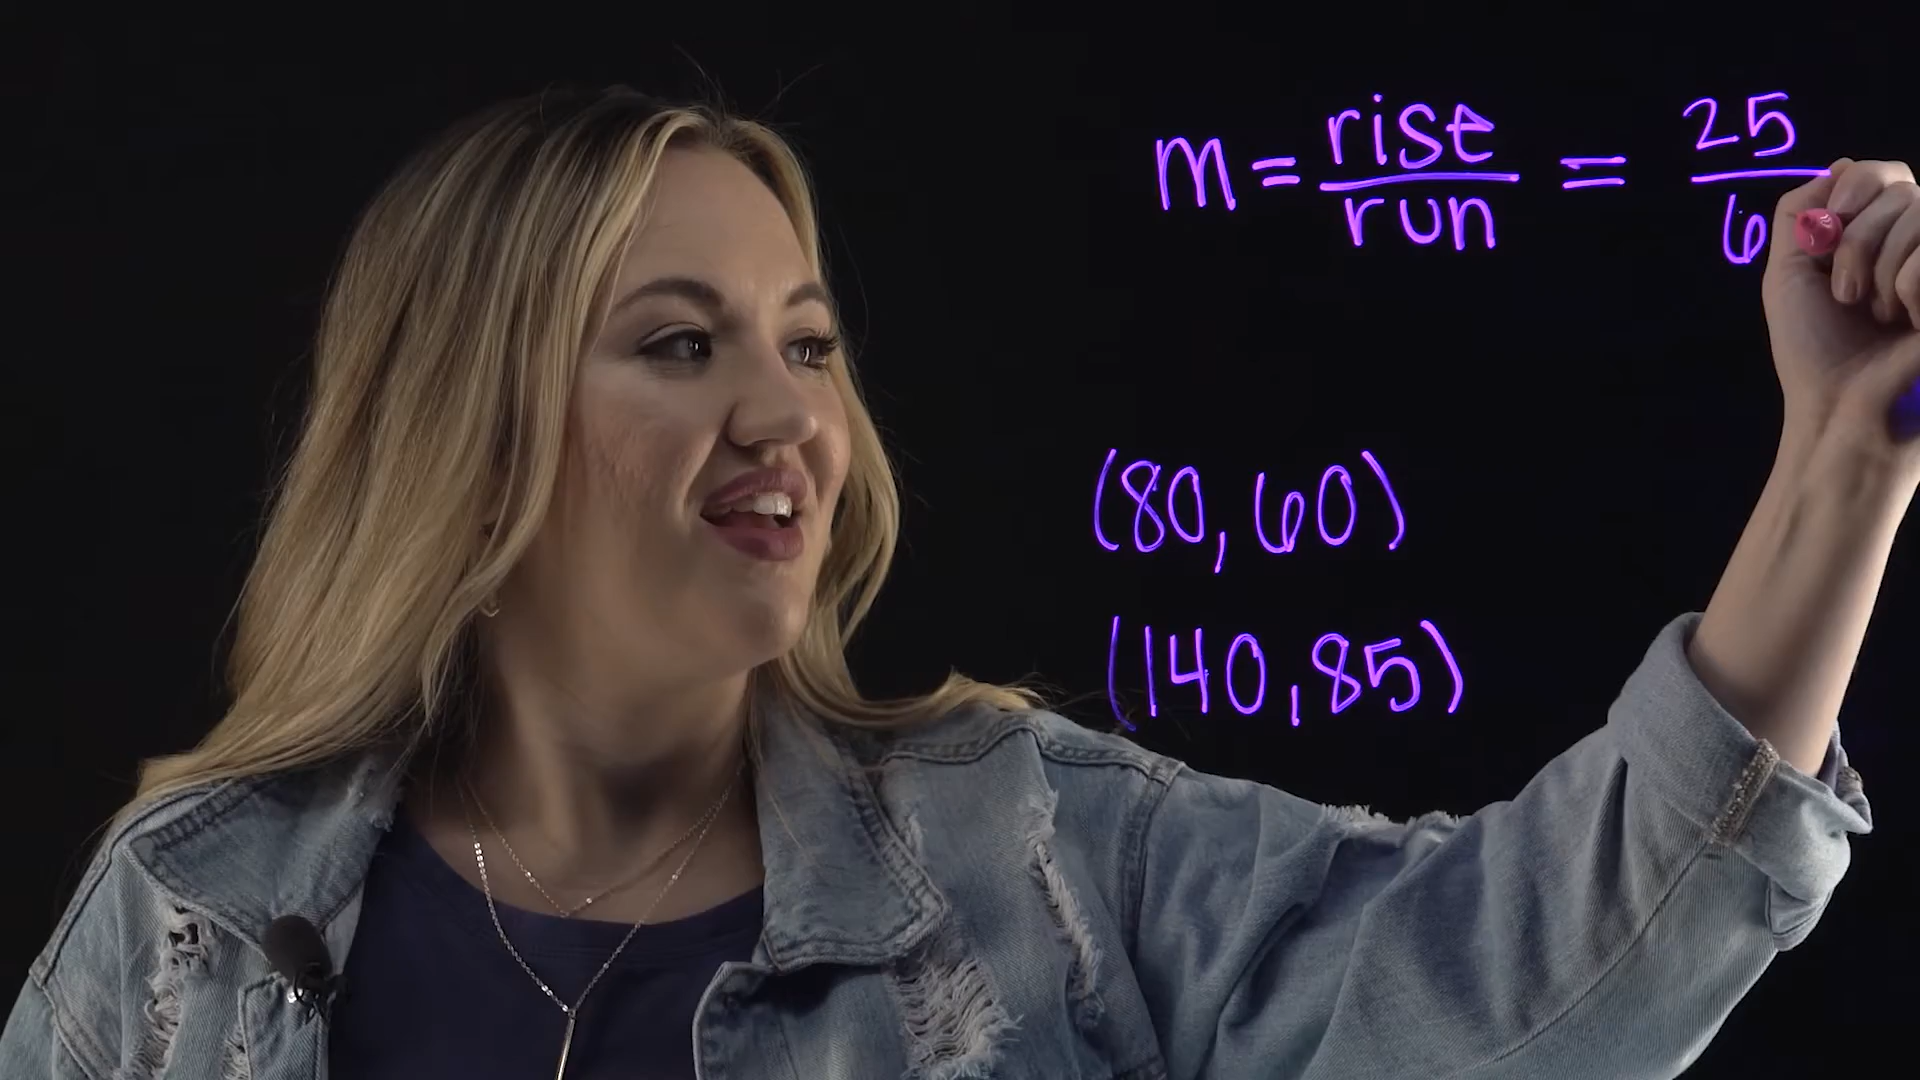 m = rise/run = 25/6
(80, 60)
(140, 85)